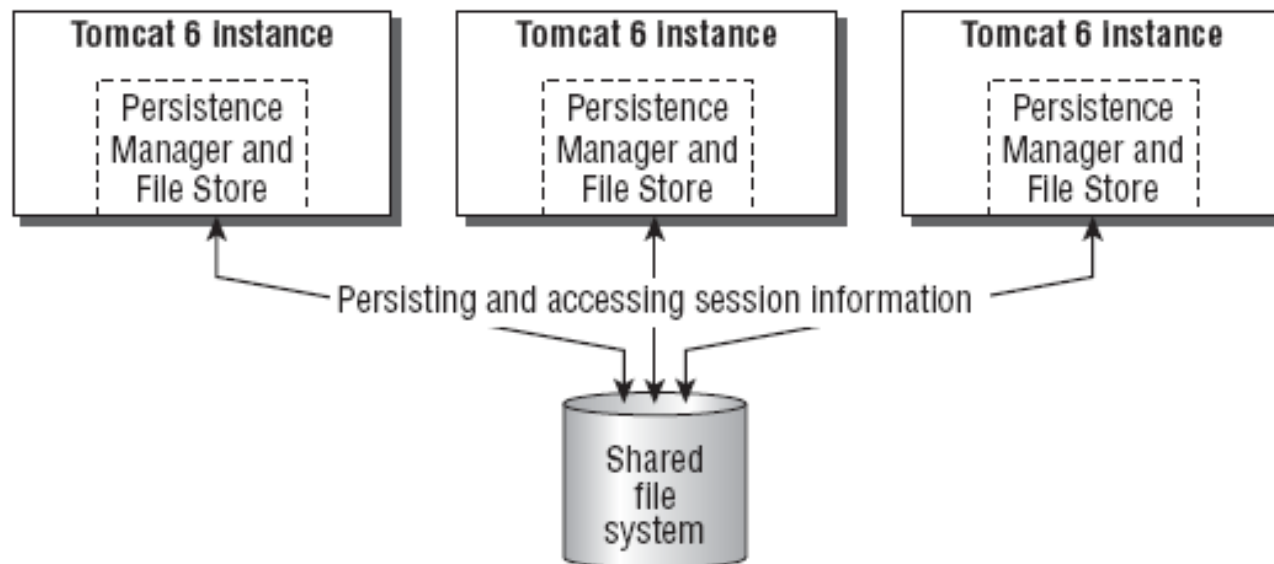 Tomcat 6 Instance
Persistence
Manager and
File Store
Tomcat 6 Instance
Persistence
Manager and
File Store
Tomcat 6 Instance
Persistence
Manager and
File Store
Persisting and accessing session information
Shared
file
system